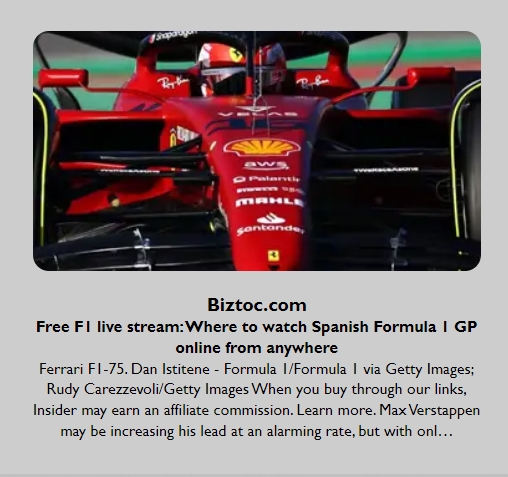 Snapdragon
Ray-Ban Ray-Ban
VELAS
aws
Palantir
MAHLE
Santander
Biztoc.com
Free F1 live stream: Where to watch Spanish Formula 1 GP
online from anywhere
Ferrari F1-75. Dan Istitene - Formula 1/Formula 1 via Getty Images;
Rudy Carezzevoli/Getty Images When you buy through our links,
Insider may earn an affiliate commission. Learn more. Max Verstappen
may be increasing his lead at an alarming rate, but with onl…